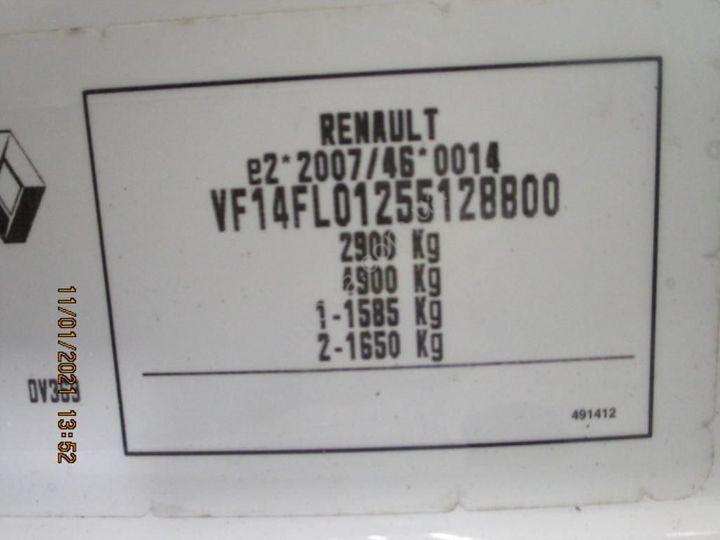 RENAULT
e2*2007/46*0014
VF14FL01255128800
2900 Kg
4900 Kg
1-1585 Kg
2-1650 Kg
491412
11/01/2021 13:52